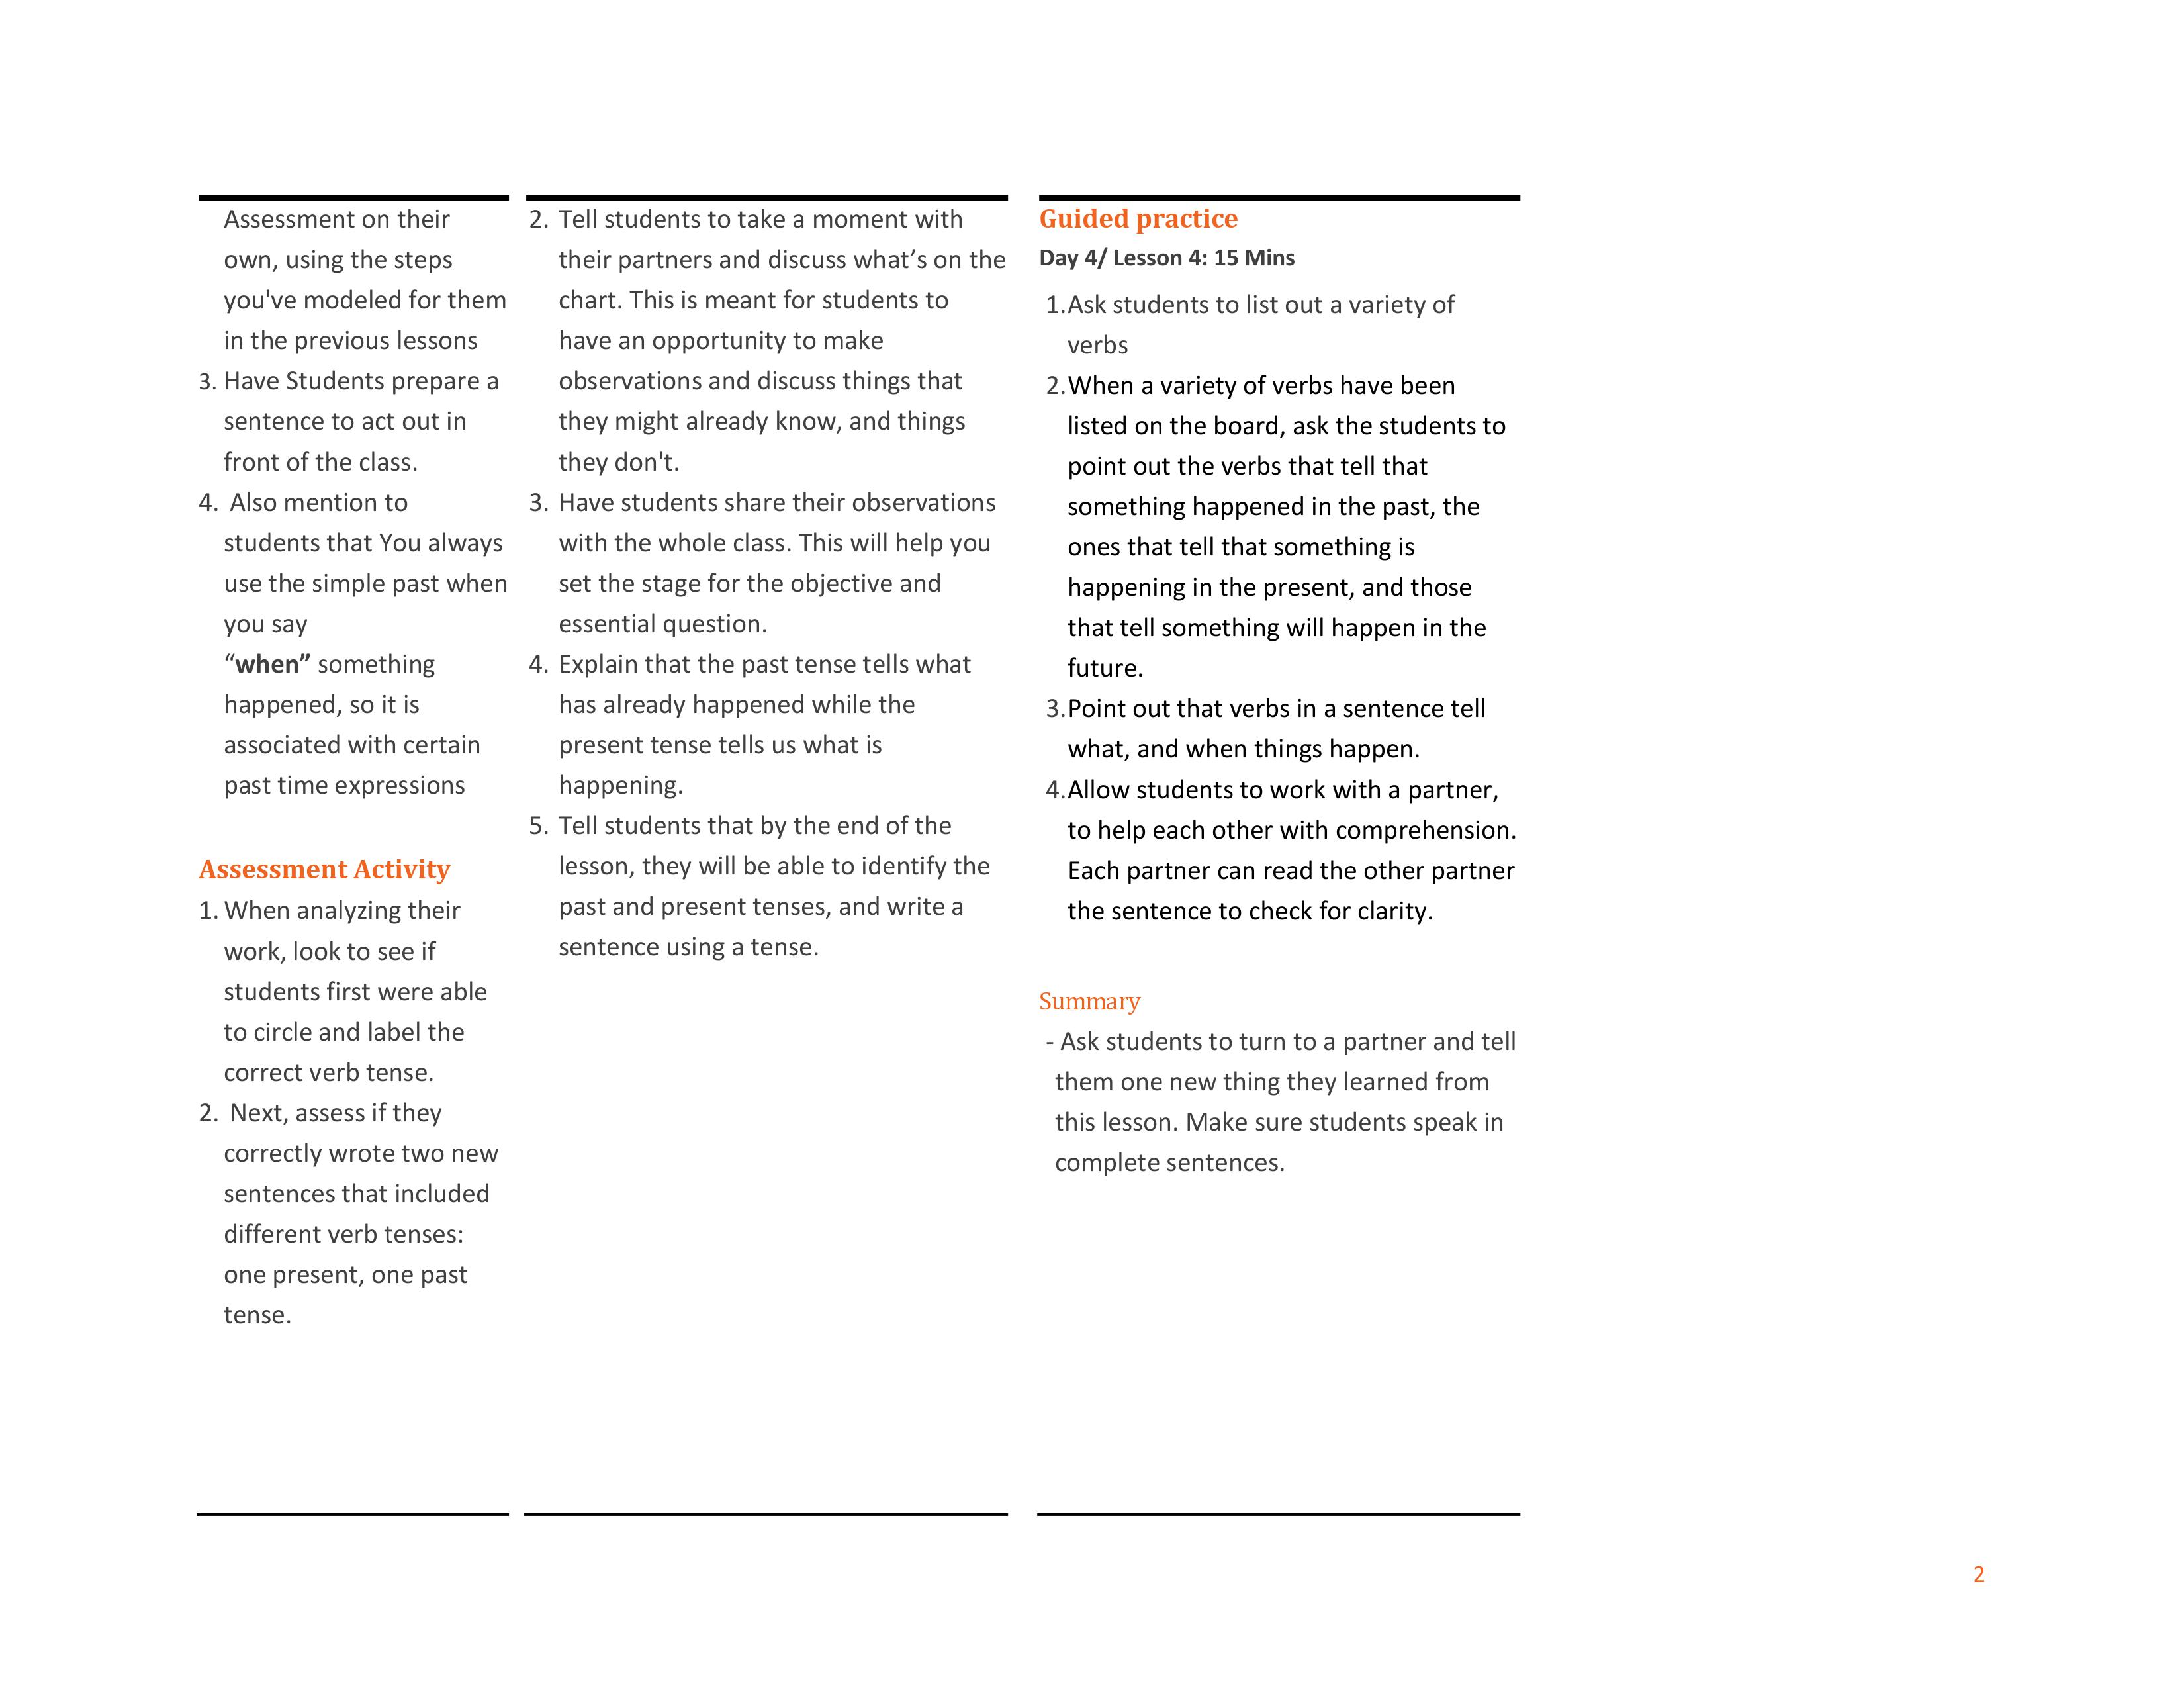 Assessment on their
own, using the steps
you've modeled for them
in the previous lessons
3. Have Students prepare a
sentence to act out in
front of the class.
4. Also mention to
students that You always
use the simple past when
you say
“when” something
happened, so it is
associated with certain
past time expressions
Assessment Activity
1. When analyzing their
work, look to see if
students first were able
to circle and label the
correct verb tense.
2. Next, assess if they
correctly wrote two new
sentences that included
different verb tenses:
one present, one past
tense.
2. Tell students to take a moment with
their partners and discuss what’s on the
chart. This is meant for students to
have an opportunity to make
observations and discuss things that
they might already know, and things
they don't.
3. Have students share their observations
with the whole class. This will help you
set the stage for the objective and
essential question.
4. Explain that the past tense tells what
has already happened while the
present tense tells us what is
happening.
5. Tell students that by the end of the
lesson, they will be able to identify the
past and present tenses, and write a
sentence using a tense.
Guided practice
Day 4/ Lesson 4: 15 Mins
1.Ask students to list out a variety of
verbs
2.When a variety of verbs have been
listed on the board, ask the students to
point out the verbs that tell that
something happened in the past, the
ones that tell that something is
happening in the present, and those
that tell something will happen in the
future.
3.Point out that verbs in a sentence tell
what, and when things happen.
4.Allow students to work with a partner,
to help each other with comprehension.
Each partner can read the other partner
the sentence to check for clarity.
Summary
- Ask students to turn to a partner and tell
them one new thing they learned from
this lesson. Make sure students speak in
complete sentences.
2